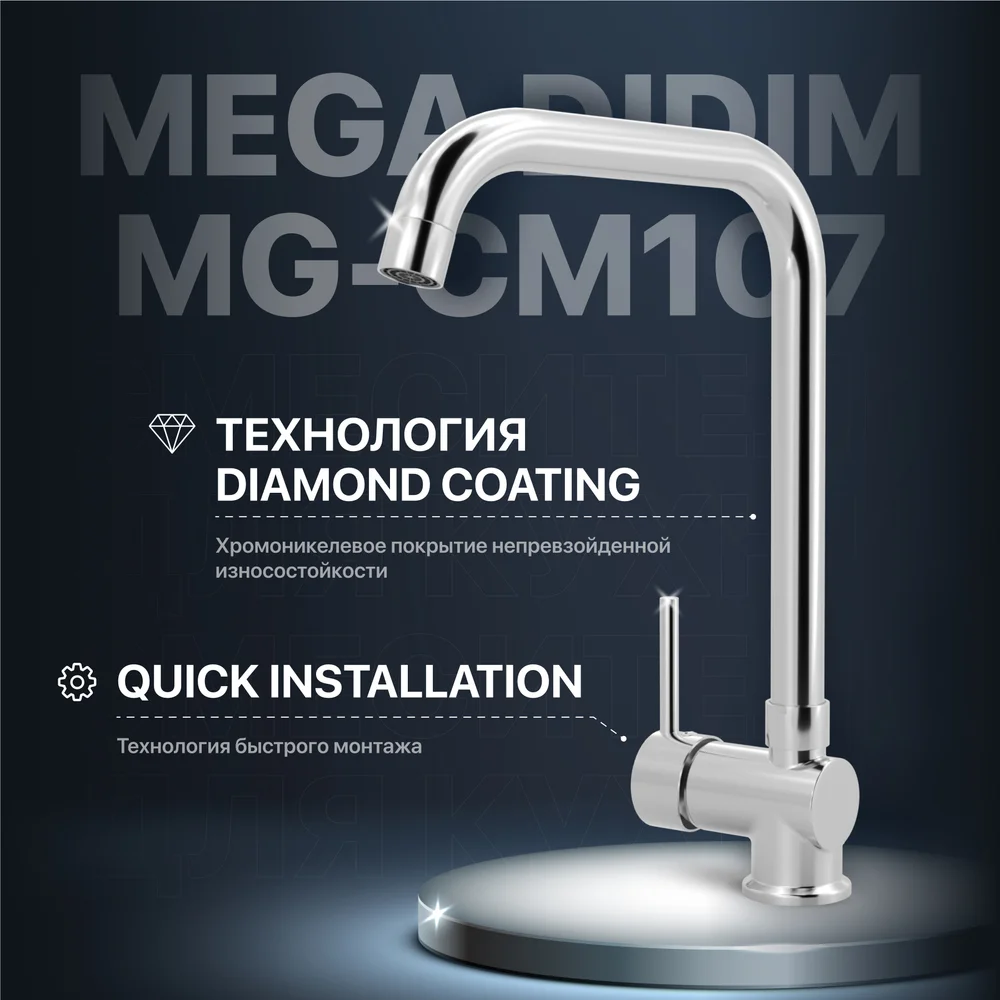 MEGA DIDIM
MG-CM107
ТЕХНОЛОГИЯ
DIAMOND COATING
Хромоникелевое покрытие непревзойденной
износостойкости
QUICK INSTALLATION
Технология быстрого монтажа